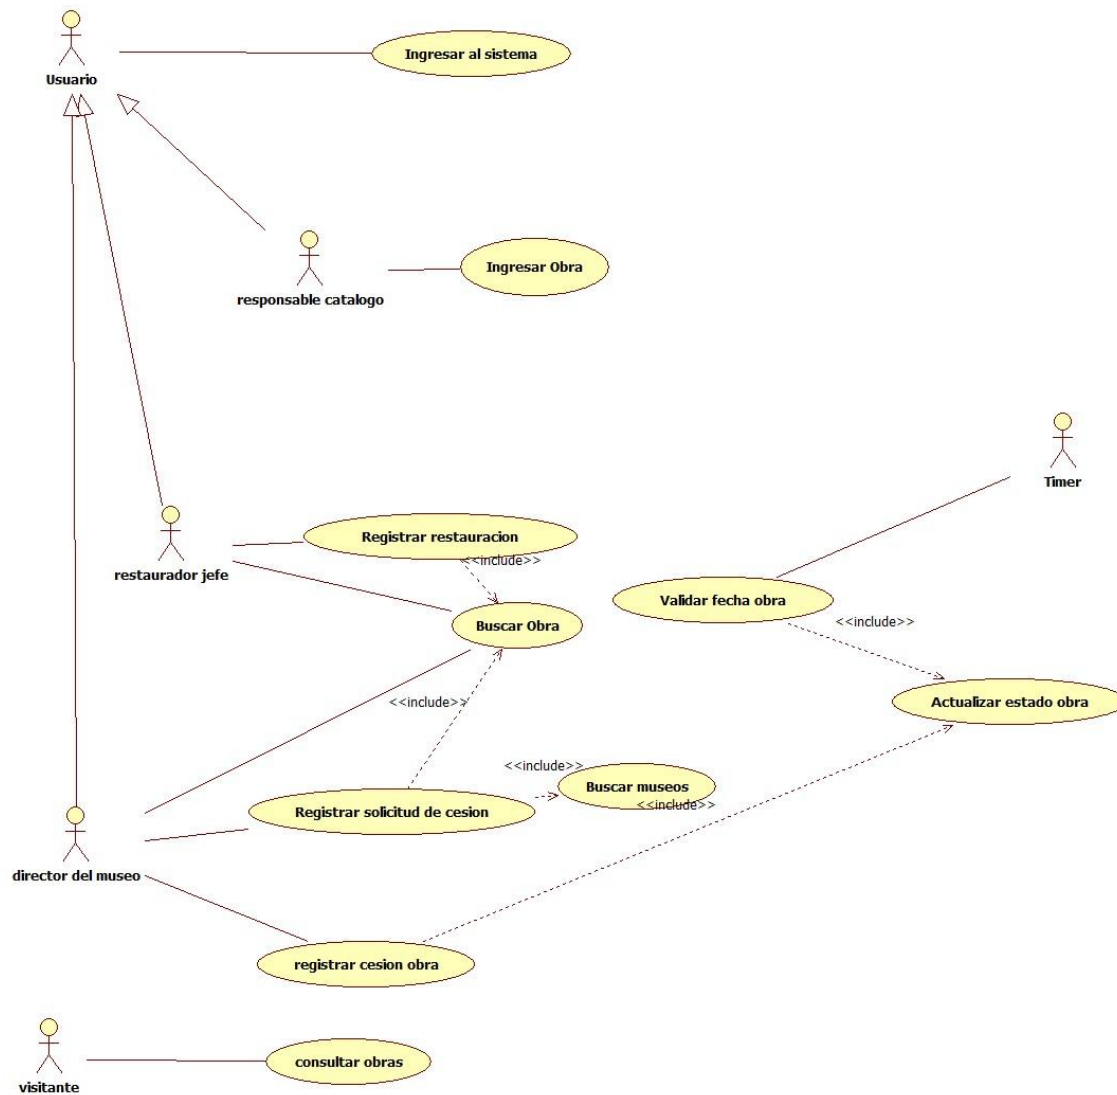 Ingresar al sistema
Usuario
Ingresar Obra
responsable catalogo
Timer
Registrar restauracion
<<include>>
restaurador jefe
Validar fecha obra
Buscar Obra
<<include>>
<<include>>
Actualizar estado obra
<<include>>
Buscar museos
<<include>>
Registrar solicitud de cesion
director del museo
registrar cesion obra
consultar obras
visitante